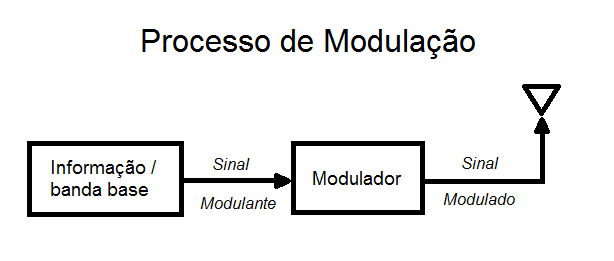 Processo de Modulação
Informação /
banda base
Sinal
Modulante
Modulador
Sinal
Modulado